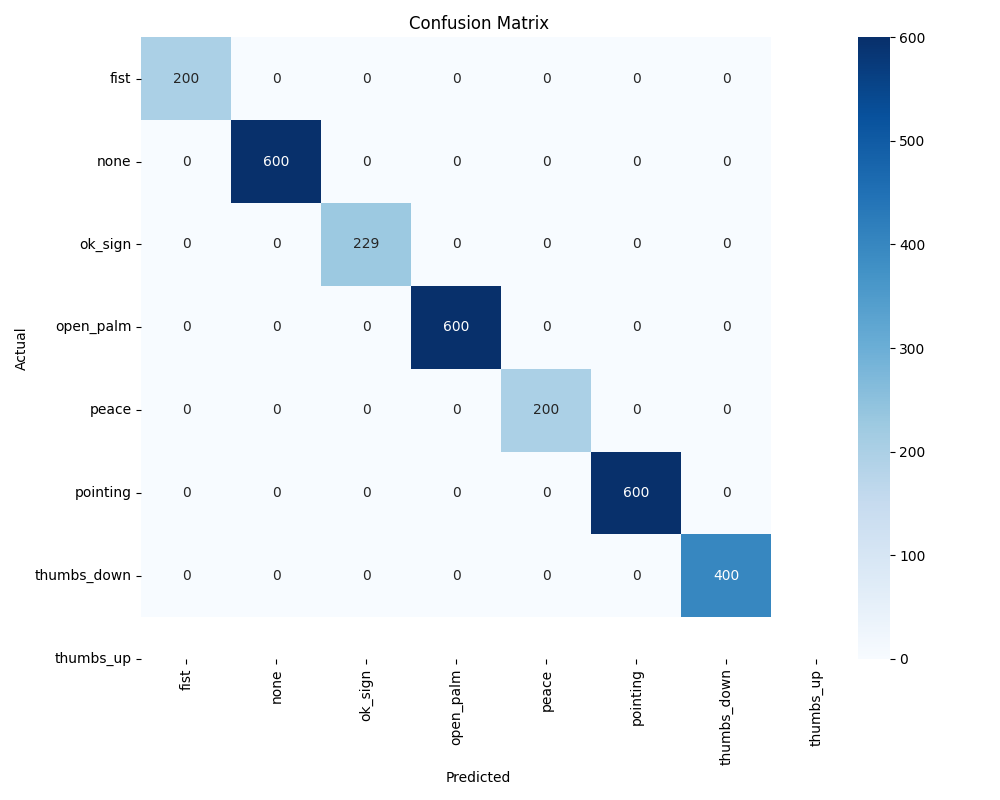 Confusion Matrix
fist 200 0 0 0 0 0 0
none 0 600 0 0 0 0 0
ok_sign 0 0 229 0 0 0 0
open_palm 0 0 0 600 0 0 0
peace 0 0 0 0 200 0 0
pointing 0 0 0 0 0 600 0
thumbs_down 0 0 0 0 0 0 400
thumbs_up
Actual
fist none ok_sign open_palm peace pointing thumbs_down thumbs_up
Predicted
600
500
400
300
200
100
0